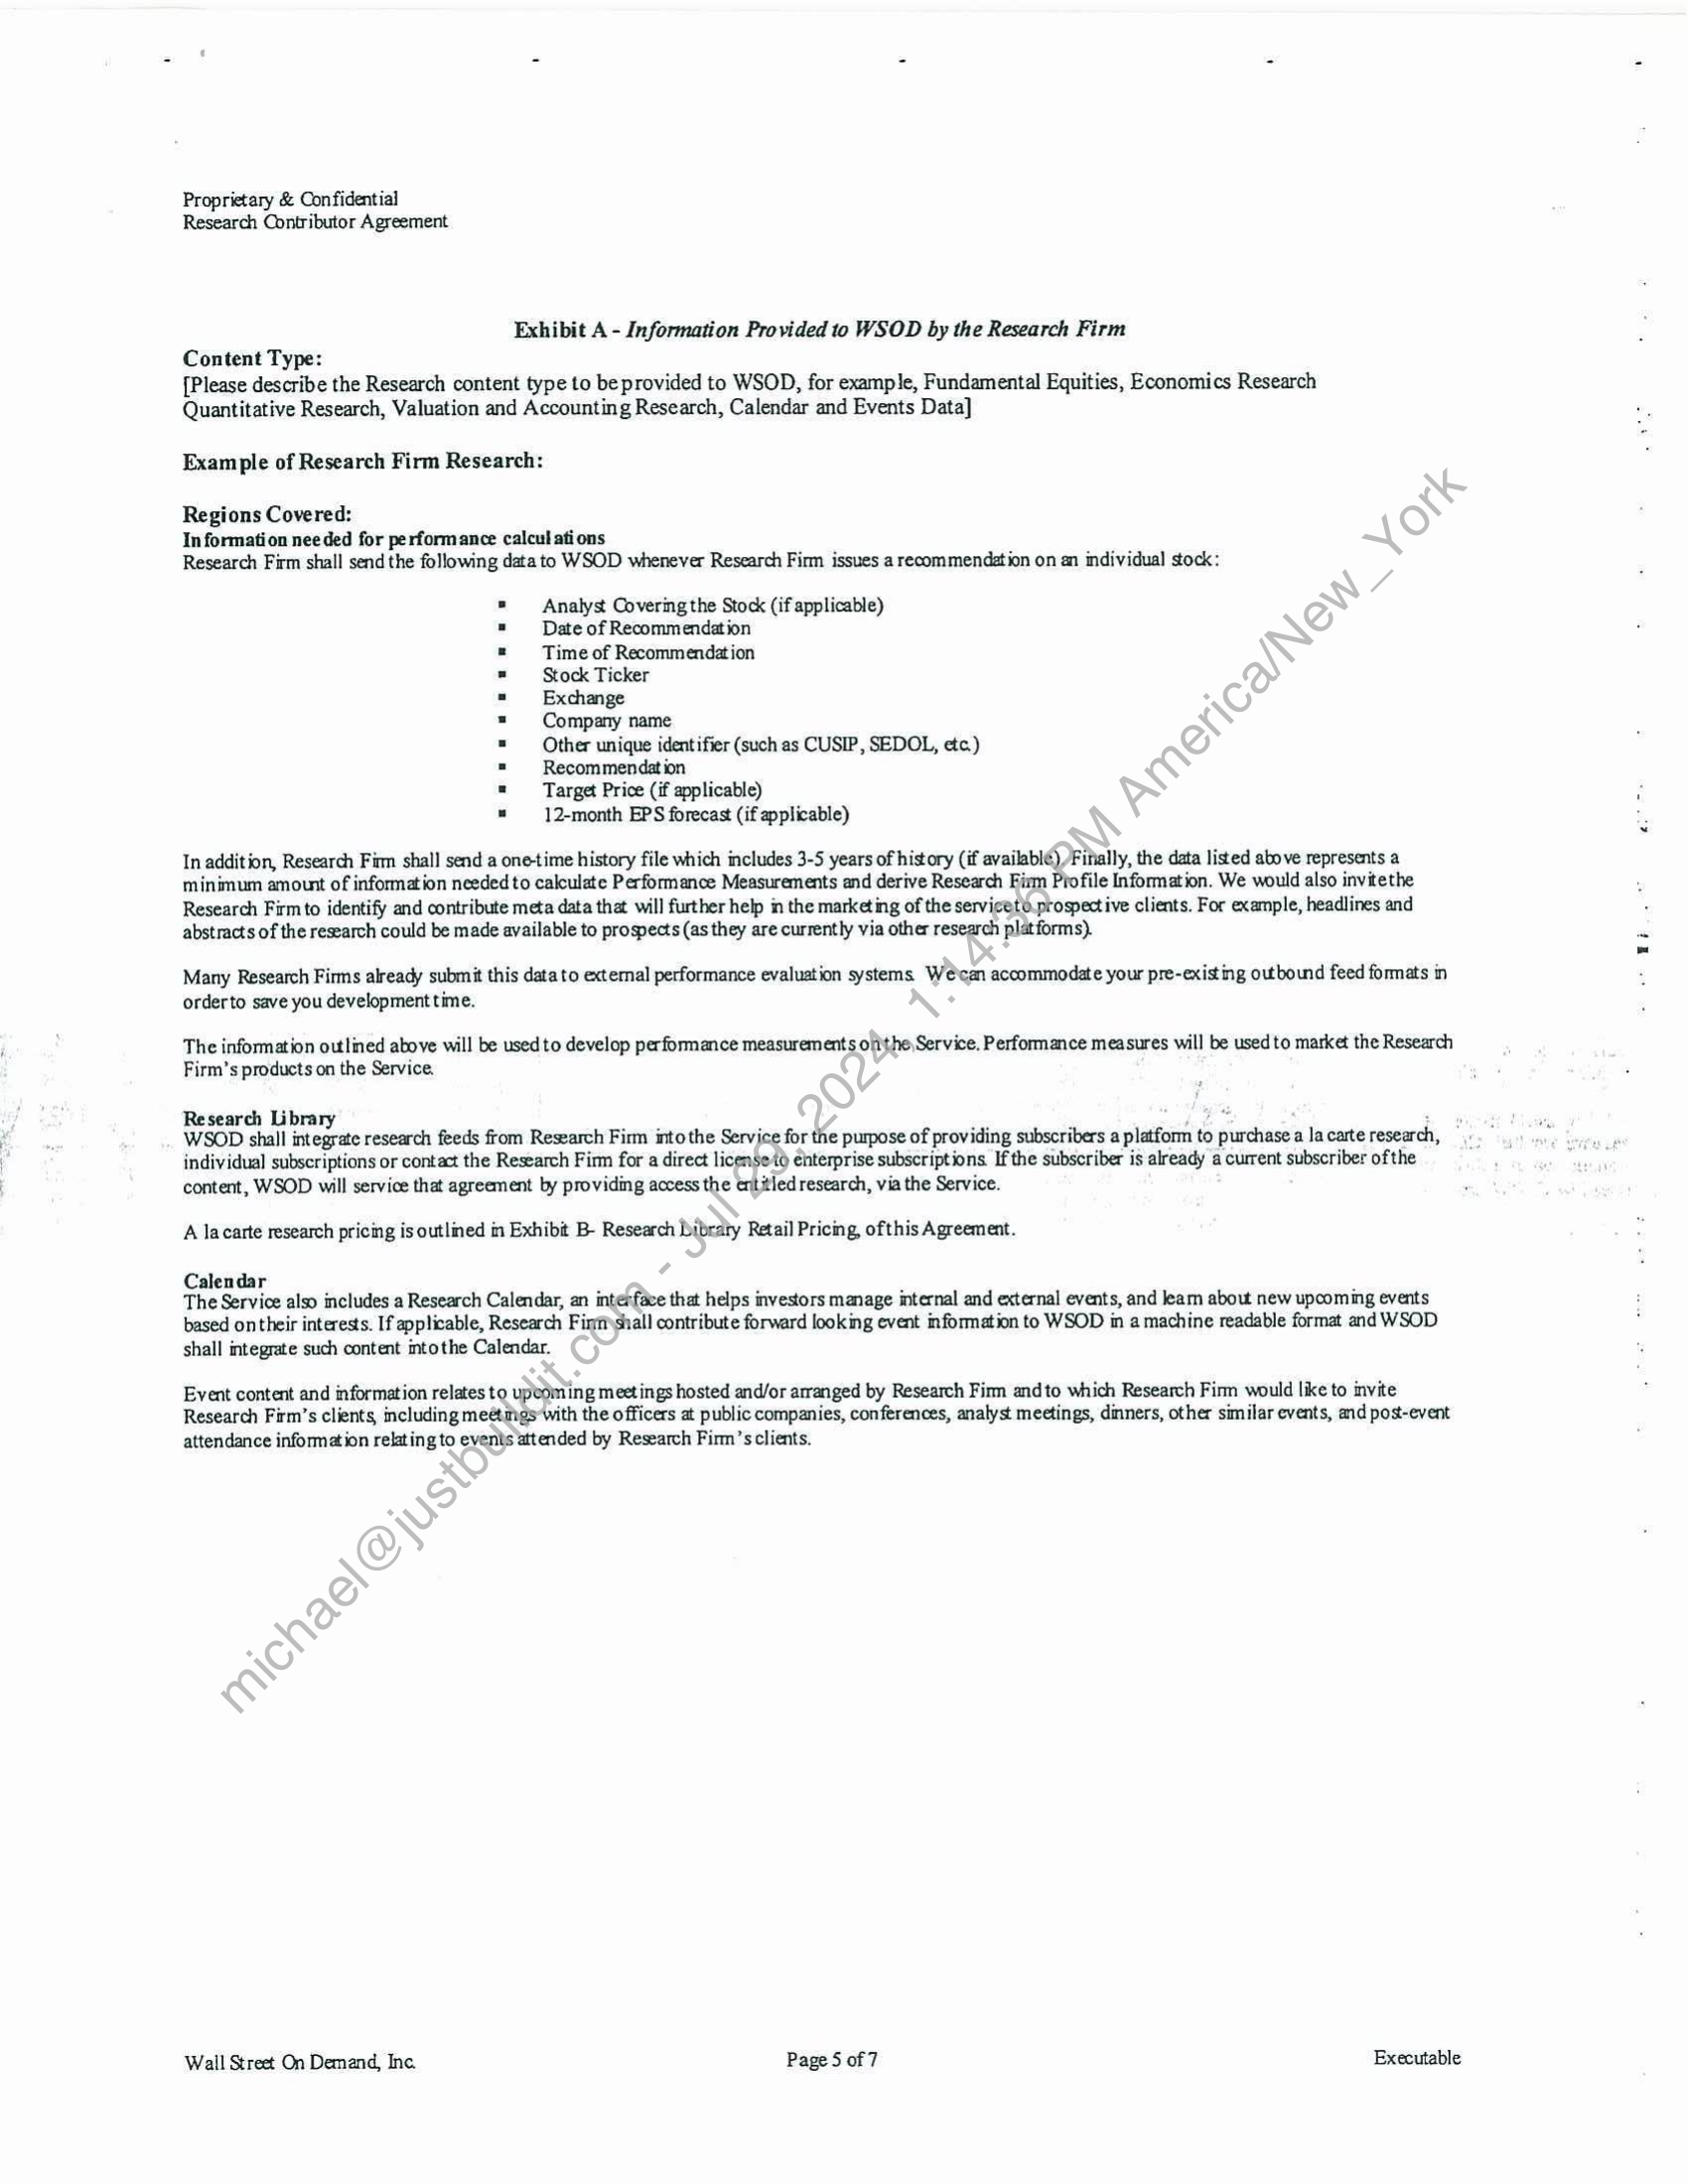 Proprietary & Confidential
Research Contributor Agreement
Exhibit A - Information Provided to WSOD by the Research Firm
Content Type:
[Please describe the Research content type to be provided to WSOD, for example, Fundamental Equities, Economics Research
Quantitative Research, Valuation and Accounting Research, Calendar and Events Data]
Example of Research Firm Research:
Regions Covered:
Information needed for performance calculations
Research Firm shall send the following data to WSOD whenever Research Firm issues a recommendation on an individual stock:
▪ Analyst Covering the Stock (if applicable)
▪ Date of Recommendation
▪ Time of Recommendation
▪ Stock Ticker
▪ Exchange
▪ Company name
▪ Other unique identifier (such as CUSIP, SEDOL, etc.)
▪ Recommendation
▪ Target Price (if applicable)
▪ 12-month EPS forecast (if applicable)
In addition, Research Firm shall send a one-time history file which includes 3-5 years of history (if available). Finally, the data listed above represents a
minimum amount of information needed to calculate Performance Measurements and derive Research Firm Profile Information. We would also invite the
Research Firm to identify and contribute meta data that will further help in the marketing of the service to prospective clients. For example, headlines and
abstracts of the research could be made available to prospects (as they are currently via other research platforms).
Many Research Firms already submit this data to external performance evaluation systems. We can accommodate your pre-existing outbound feed formats in
order to save you development time.
The information outlined above will be used to develop performance measurements on the Service. Performance measures will be used to market the Research
Firm's products on the Service.
Research Library
WSOD shall integrate research feeds from Research Firm into the Service for the purpose of providing subscribers a platform to purchase a la carte research,
individual subscriptions or contact the Research Firm for a direct license to enterprise subscriptions. If the subscriber is already a current subscriber of the
content, WSOD will service that agreement by providing access the entitled research, via the Service.
A la carte research pricing is outlined in Exhibit B- Research Library Retail Pricing, of this Agreement.
Calendar
The Service also includes a Research Calendar, an interface that helps investors manage internal and external events, and learn about new upcoming events
based on their interests. If applicable, Research Firm shall contribute forward looking event information to WSOD in a machine readable format and WSOD
shall integrate such content into the Calendar.
Event content and information relates to upcoming meetings hosted and/or arranged by Research Firm and to which Research Firm would like to invite
Research Firm's clients, including meetings with the officers at public companies, conferences, analyst meetings, dinners, other similar events, and post-event
attendance information relating to events attended by Research Firm's clients.
michael@justbuildit.com - Jul 29, 2024, 1:14:36 PM America/New_York
Wall Street On Demand, Inc.
Page 5 of 7
Executable